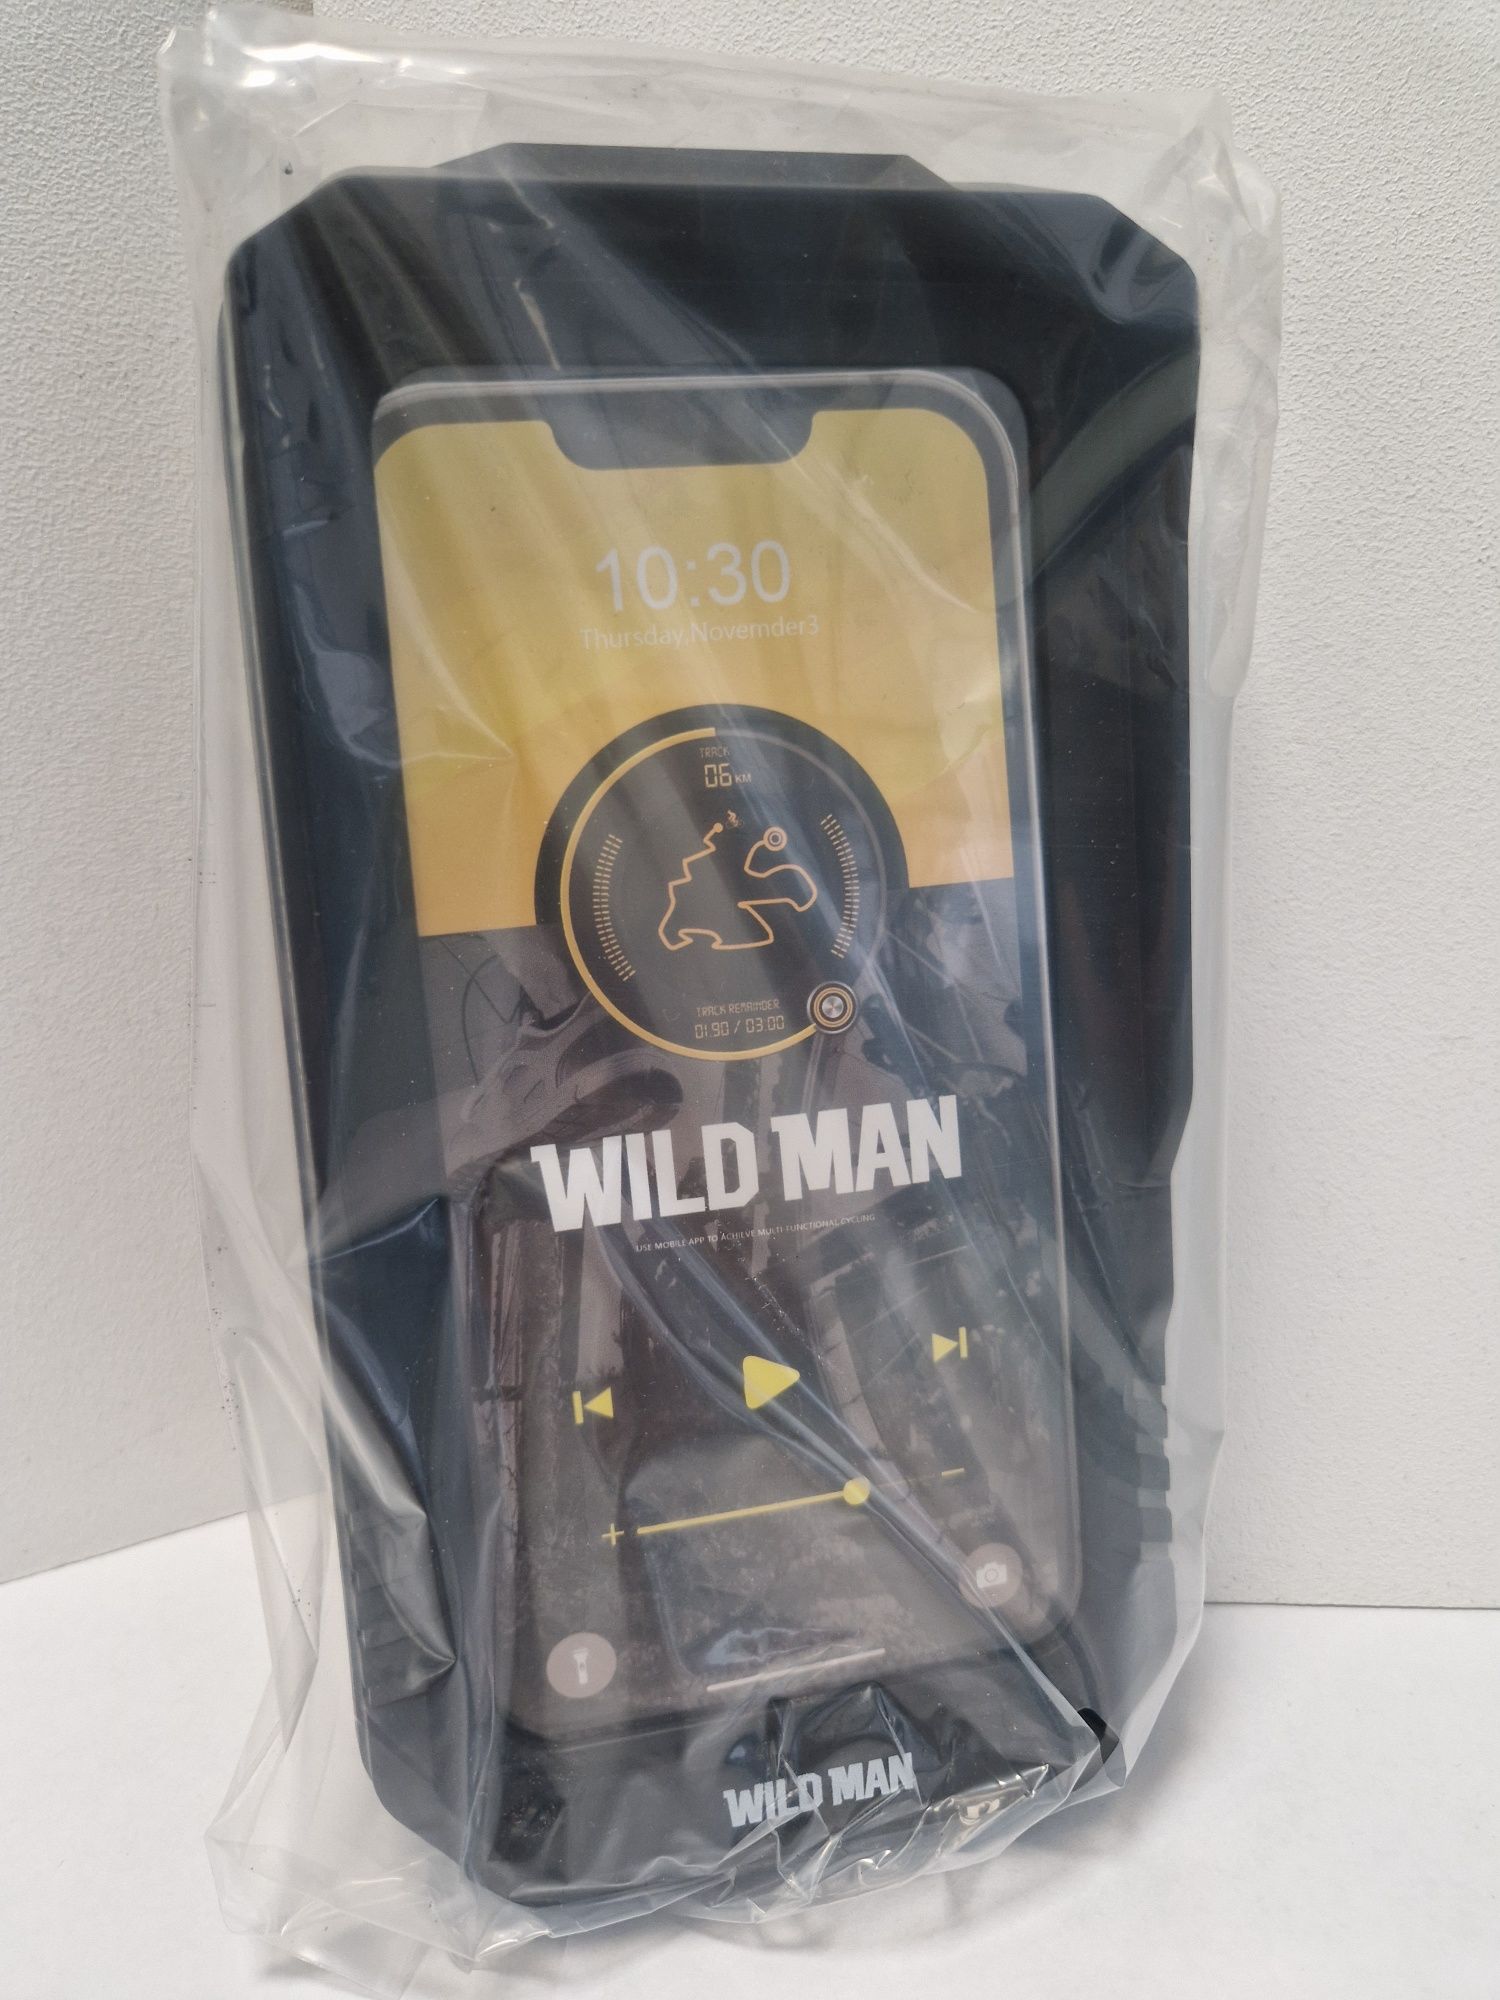 10:30
Thursday,Novemder3
TRACK
06 KM
TRACK REMAINDER
01:90 / 03:00
WILD MAN
USE MOBILE APP TO ACHIEVE MULTI-FUNCTIONAL CYCLING
WILD MAN